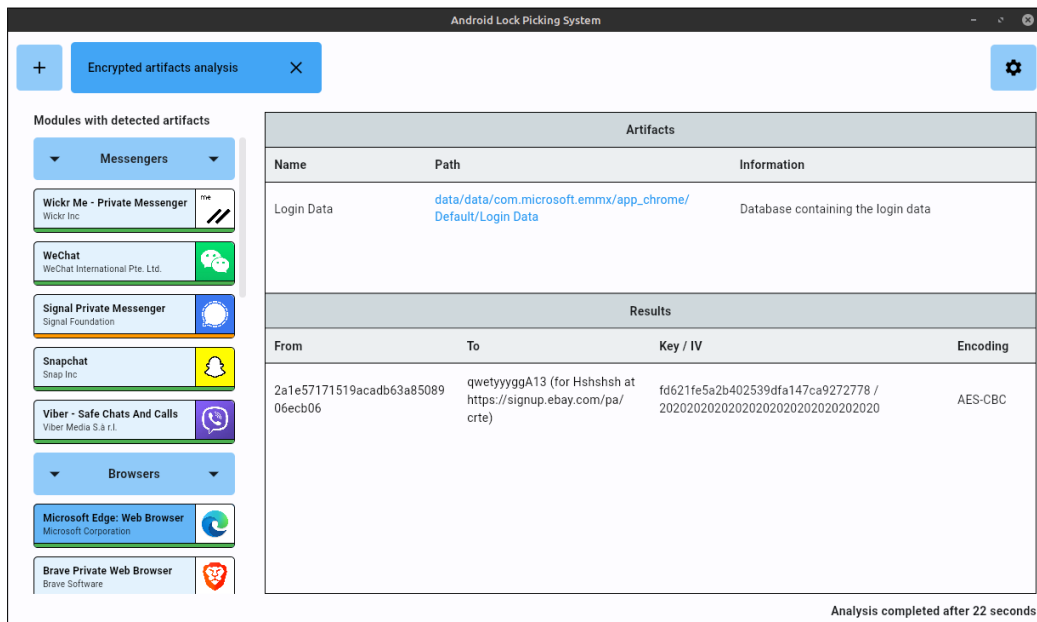 Android Lock Picking System
+
Encrypted artifacts analysis
Modules with detected artifacts
Messengers
Wickr Me - Private Messenger
Wickr Inc
me
WeChat
WeChat International Pte. Ltd.
Signal Private Messenger
Signal Foundation
Snapchat
Snap Inc
Viber - Safe Chats And Calls
Viber Media S.à r.l.
Browsers
Microsoft Edge: Web Browser
Microsoft Corporation
Brave Private Web Browser
Brave Software
Artifacts
Name Path Information
Login Data
data/data/com.microsoft.emmx/app_chrome/
Default/Login Data
Database containing the login data
Results
From To Key / IV Encoding
2a1e57171519acadb63a85089
06ecb06
qwetyyyggA13 (for Hshshsh at
https://signup.ebay.com/pa/
crte)
fd621fe5a2b402539dfa147ca9272778 /
20202020202020202020202020202020
AES-CBC
Analysis completed after 22 seconds